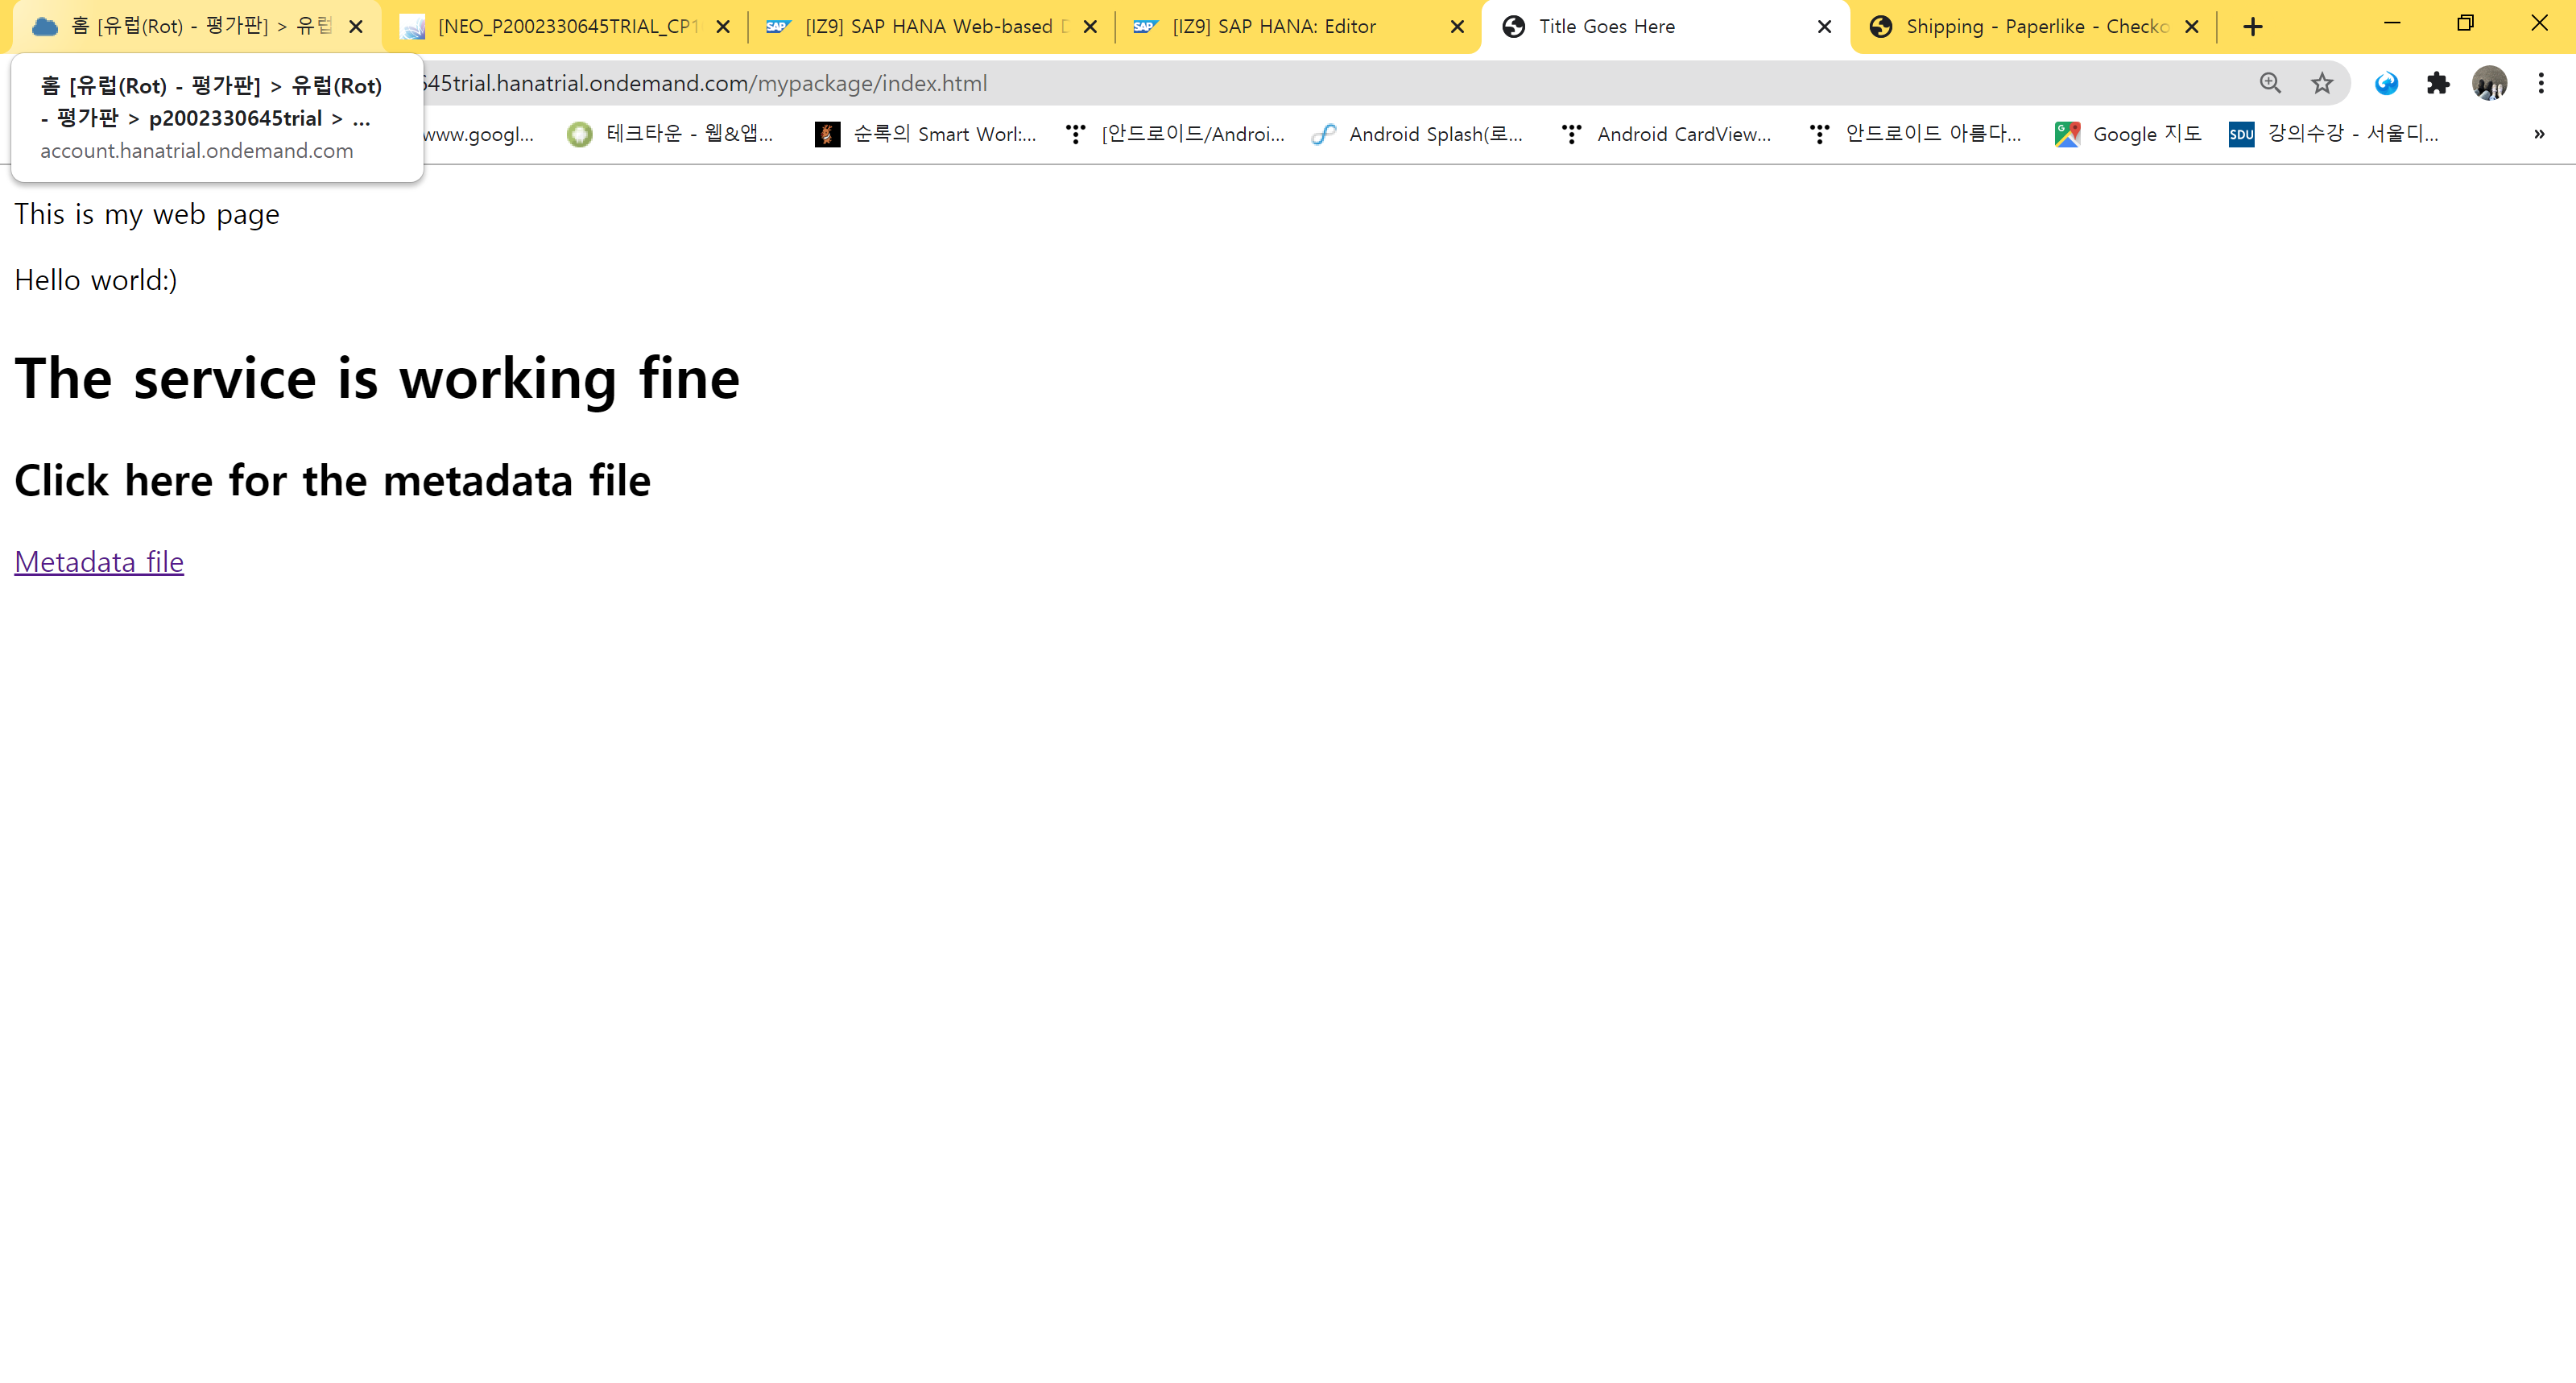 홈 [유럽(Rot) - 평가판] > 유럽
[NEO_P2002330645TRIAL_CP1
SAP [IZ9] SAP HANA Web-based D
SAP [IZ9] SAP HANA: Editor
Title Goes Here
Shipping - Paperlike - Checko
홈 [유럽(Rot) - 평가판] > 유럽(Rot)
- 평가판 > p2002330645trial > ...
account.hanatrial.ondemand.com
645trial.hanatrial.ondemand.com/mypackage/index.html
www.googl...
테크타운 - 웹&앱...
순록의 Smart Worl:...
[안드로이드/Androi...
Android Splash(로...
Android CardView...
안드로이드 아름다...
Google 지도
SDU 강의수강 - 서울디...
»
This is my web page
Hello world:)
The service is working fine
Click here for the metadata file
Metadata file